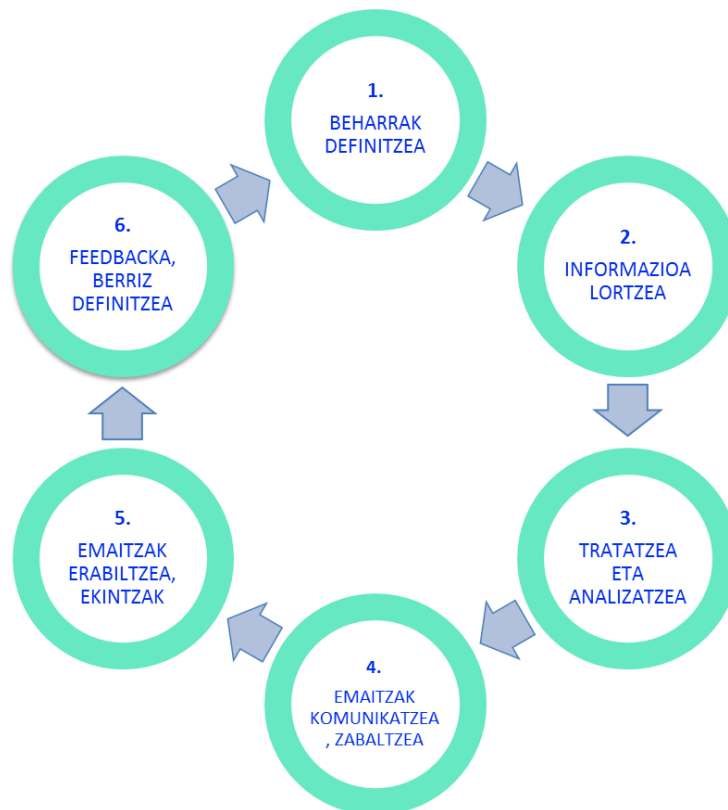 1.
BEHARRAK
DEFINITZEA
2.
INFORMAZIOA
LORTZEA
3.
TRATATZEA
ETA
ANALIZATZEA
4.
EMAITZAK
KOMUNIKATZEA
, ZABALTZEA
5.
EMAITZAK
ERABILTZEA,
EKINTZAK
6.
FEEDBACKA,
BERRIZ
DEFINITZEA